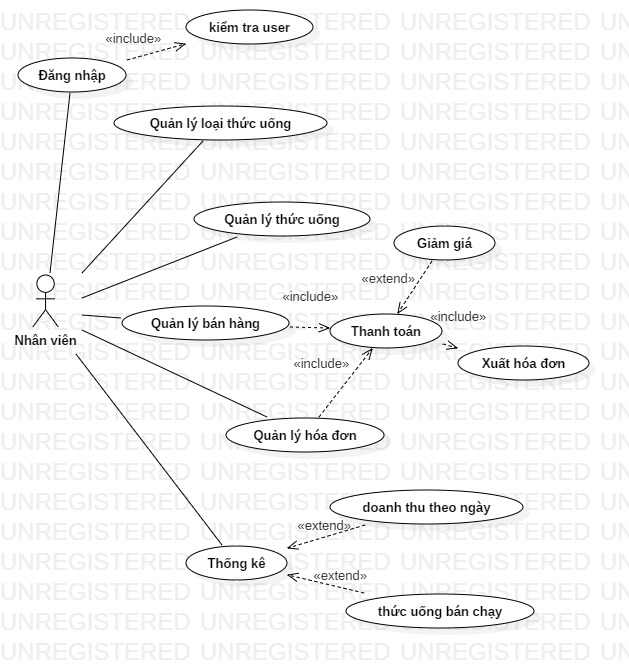 kiểm tra user
«include»
Đăng nhập
Quản lý loại thức uống
Quản lý thức uống
Giảm giá
«extend»
«include»
«include»
Quản lý bán hàng
Thanh toán
Nhân viên
Xuất hóa đơn
«include»
Quản lý hóa đơn
doanh thu theo ngày
«extend»
Thống kê
«extend»
thức uống bán chạy
UNREGISTERED